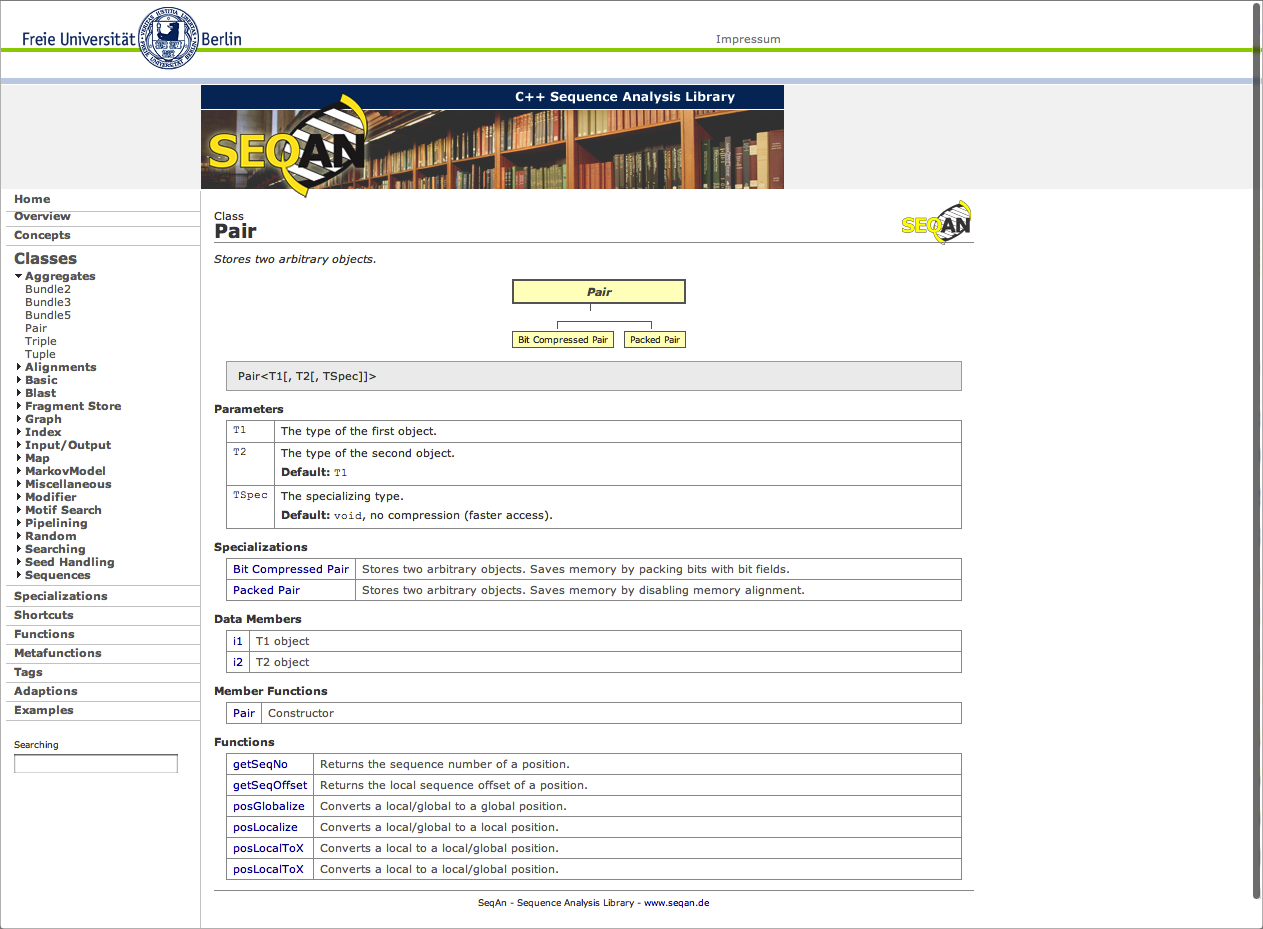 Freie Universität Berlin
Impressum
C++ Sequence Analysis Library
SEQAN
Home
Overview
Concepts
Classes
Aggregates
Bundle2
Bundle3
Bundle5
Pair
Triple
Tuple
Alignments
Basic
Blast
Fragment Store
Graph
Index
Input/Output
Map
MarkovModel
Miscellaneous
Modifier
Motif Search
Pipelining
Random
Searching
Seed Handling
Sequences
Specializations
Shortcuts
Functions
Metafunctions
Tags
Adaptions
Examples
Searching
Class
Pair
SEQAN
Stores two arbitrary objects.
Pair
Bit Compressed Pair Packed Pair
Pair<T1[, T2[, TSpec]]>
Parameters
T1 The type of the first object.
T2 The type of the second object.
Default: T1
TSpec The specializing type.
Default: void, no compression (faster access).
Specializations
Bit Compressed Pair Stores two arbitrary objects. Saves memory by packing bits with bit fields.
Packed Pair Stores two arbitrary objects. Saves memory by disabling memory alignment.
Data Members
i1 T1 object
i2 T2 object
Member Functions
Pair Constructor
Functions
getSeqNo Returns the sequence number of a position.
getSeqOffset Returns the local sequence offset of a position.
posGlobalize Converts a local/global to a global position.
posLocalize Converts a local/global to a local position.
posLocalToX Converts a local to a local/global position.
posLocalToX Converts a local to a local/global position.
SeqAn - Sequence Analysis Library - www.seqan.de